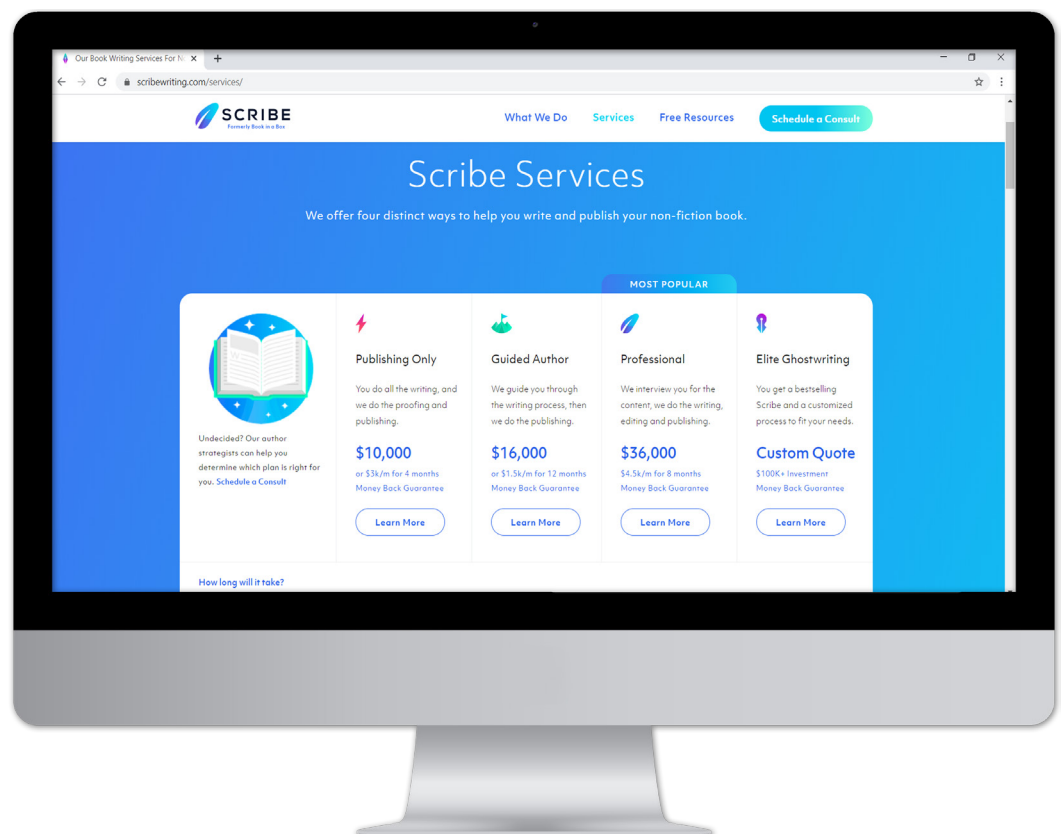 Our Book Writing Services For N
scribewriting.com/services/
SCRIBE
Formerly Book in a Box
What We Do
Services
Free Resources
Schedule a Consult
Scribe Services
We offer four distinct ways to help you write and publish your non-fiction book.
MOST POPULAR
Undecided? Our author
strategists can help you
determine which plan is right for
you. Schedule a Consult
Publishing Only
You do all the writing, and
we do the proofing and
publishing.
$10,000
or $3k/m for 4 months
Money Back Guarantee
Learn More
Guided Author
We guide you through
the writing process, then
we do the publishing.
$16,000
or $1.5k/m for 12 months
Money Back Guarantee
Learn More
Professional
We interview you for the
content, we do the writing,
editing and publishing.
$36,000
$4.5k/m for 8 months
Money Back Guarantee
Learn More
Elite Ghostwriting
You get a bestselling
Scribe and a customized
process to fit your needs.
Custom Quote
$100K+ Investment
Money Back Guarantee
Learn More
How long will it take?